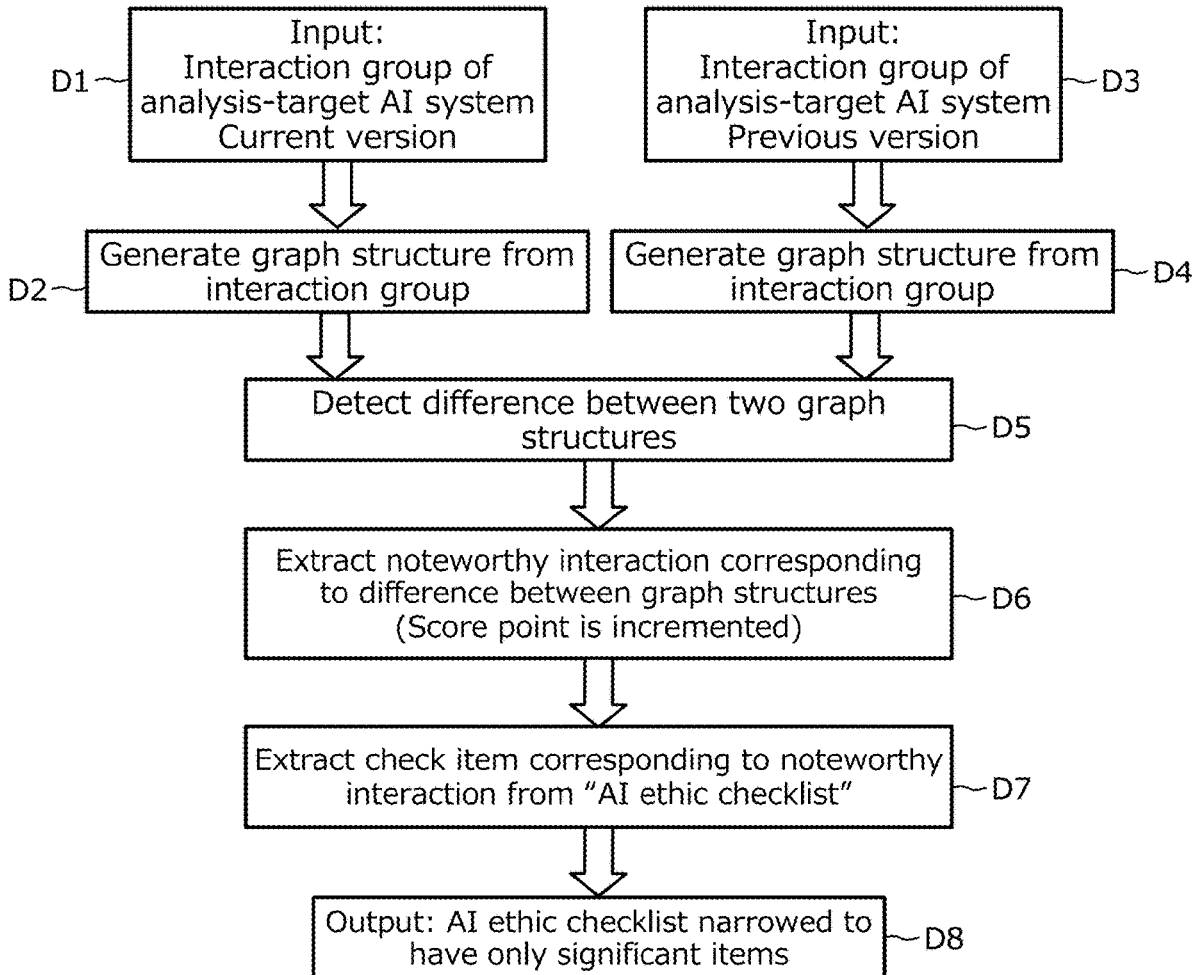 Input:
Interaction group of
analysis-target AI system
Current version
D1
Input:
Interaction group of
analysis-target AI system
Previous version
D3
Generate graph structure from
interaction group
D2
Generate graph structure from
interaction group
D4
Detect difference between two graph
structures
D5
Extract noteworthy interaction corresponding
to difference between graph structures
(Score point is incremented)
D6
Extract check item corresponding to noteworthy
interaction from “AI ethic checklist”
D7
Output: AI ethic checklist narrowed to
have only significant items
D8